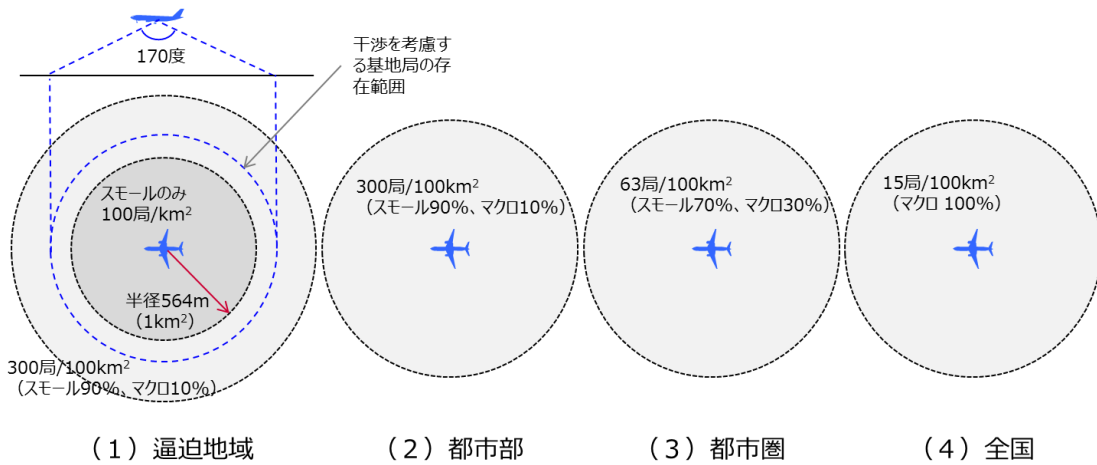 170度
干渉を考慮す
る基地局の存
在範囲
スモールのみ
100局/km²
半径564m
（1km²）
300局/100km²
（スモール90%、マクロ10%）
300局/100km²
（スモール90%、マクロ10%）
63局/100km²
（スモール70%、マクロ30%）
15局/100km²
（マクロ 100%）
（１）逼迫地域
（２）都市部
（３）都市圏
（４）全国